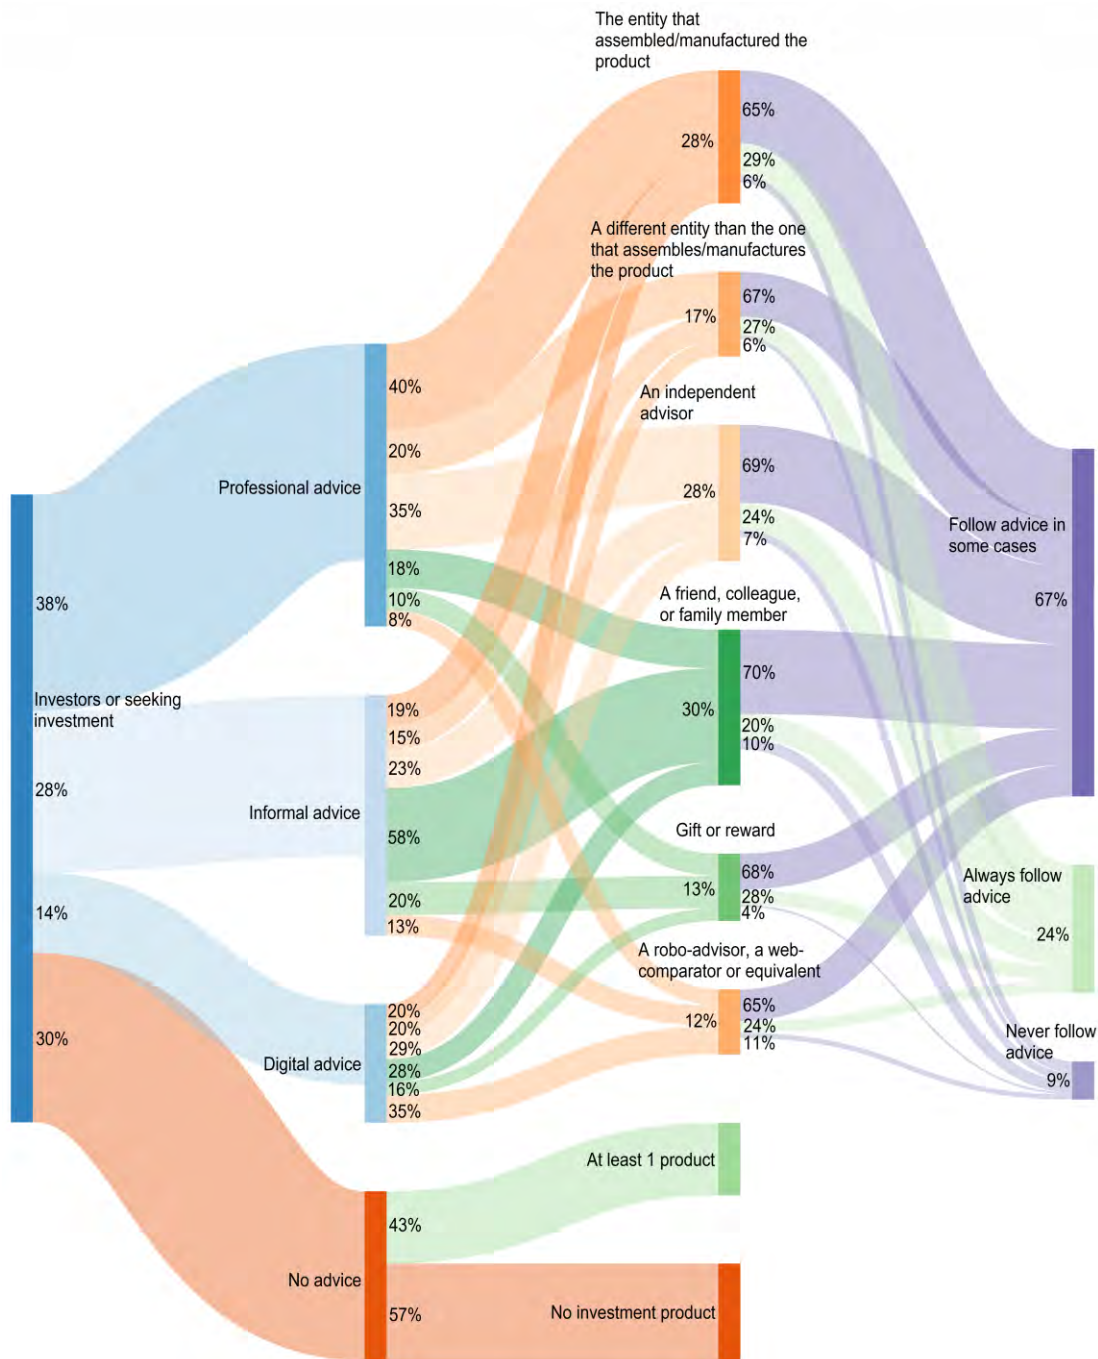 The entity that
assembled/manufactured the
product
65%
28%
29%
6%
A different entity than the one
that assembles/manufactures
the product
67%
17%
27%
6%
An independent
advisor
40%
20%
35%
18%
10%
8%
Professional advice
69%
28%
24%
7%
Follow advice in
some cases
67%
38%
A friend, colleague,
or family member
70%
30%
20%
10%
Investors or seeking
investment
28%
14%
30%
19%
15%
23%
Informal advice
58%
20%
13%
Gift or reward
68%
13%
28%
4%
Always follow
advice
24%
A robo-advisor, a web-
comparator or equivalent
65%
12%
24%
11%
Never follow
advice
9%
20%
20%
29%
Digital advice
28%
16%
35%
At least 1 product
43%
No advice
57%
No investment product